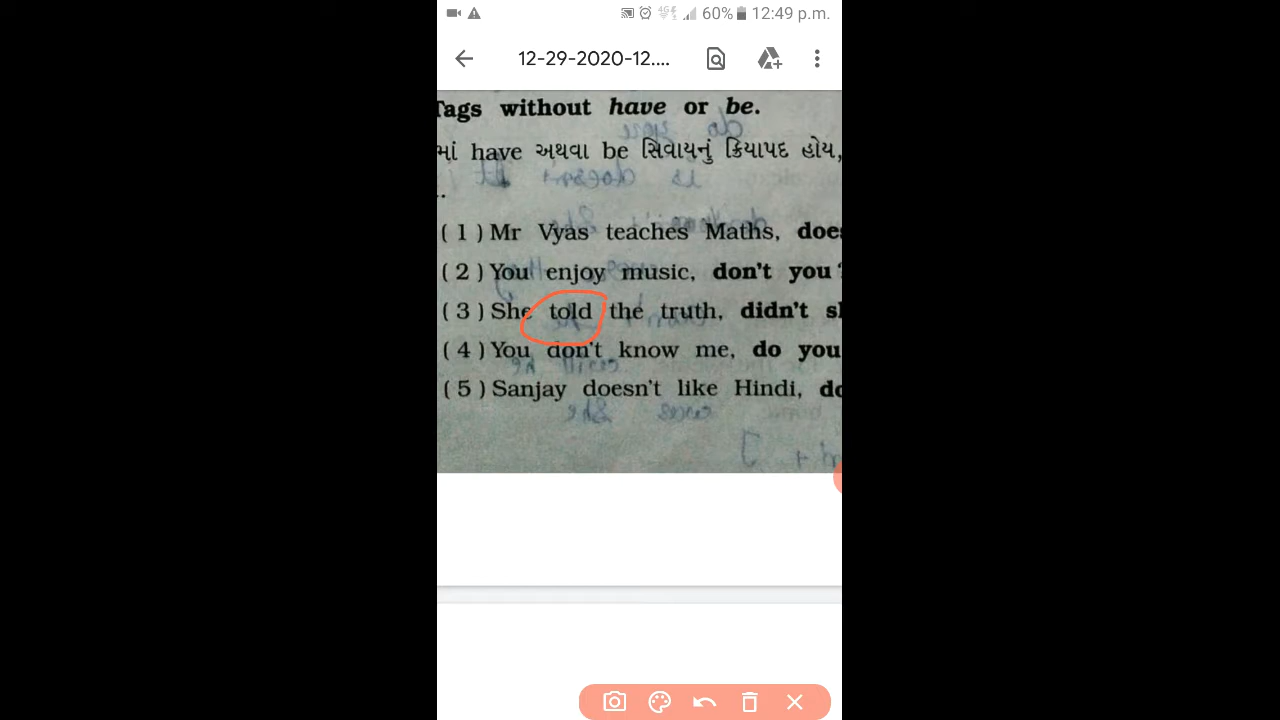 4G 60% 12:49 p.m.
12-29-2020-12....
Tags without have or be.
માં have અથવા be સિવાયનું ક્રિયાપદ હોય,
( 1 ) Mr Vyas teaches Maths, does
( 2 ) You enjoy music, don't you ?
( 3 ) She told the truth, didn't sh
( 4 ) You don't know me, do you
( 5 ) Sanjay doesn't like Hindi, do